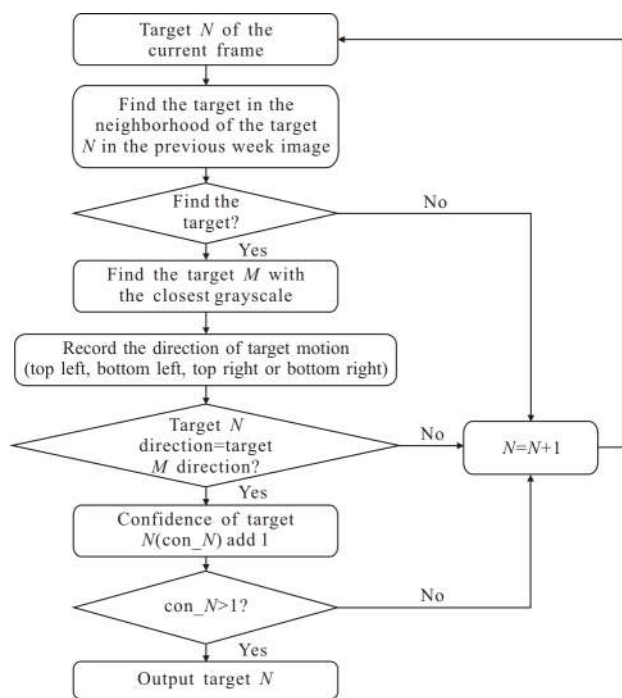 Target N of the
current frame
Find the target in the
neighborhood of the target
N in the previous week image
Find the
target?
No
Yes
Find the target M with
the closest grayscale
Record the direction of target motion
(top left, bottom left, top right or bottom right)
Target N
direction=target
M direction?
No
N=N+1
Yes
Confidence of target
N(con_N) add 1
con_N>1?
No
Yes
Output target N